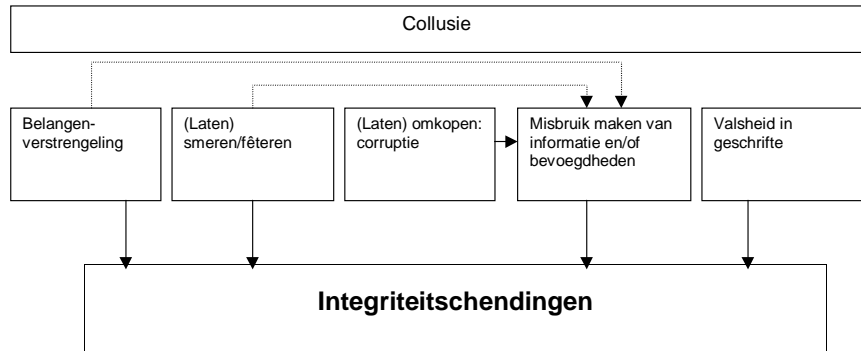 Collusie
Belangen-
verstrengeling
(Laten)
smeren/fêteren
(Laten) omkopen:
corruptie
Misbruik maken van
informatie en/of
bevoegdheden
Valsheid in
geschrifte
Integriteitschendingen